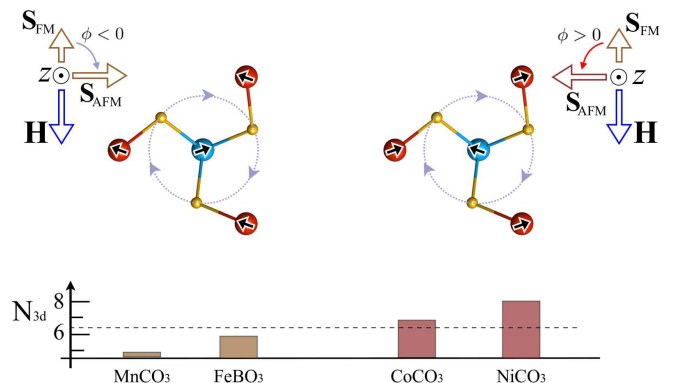 S_FM
ϕ < 0
z
S_AFM
H
S_FM
ϕ > 0
z
S_AFM
H
N_3d
8
6
MnCO₃
FeBO₃
CoCO₃
NiCO₃